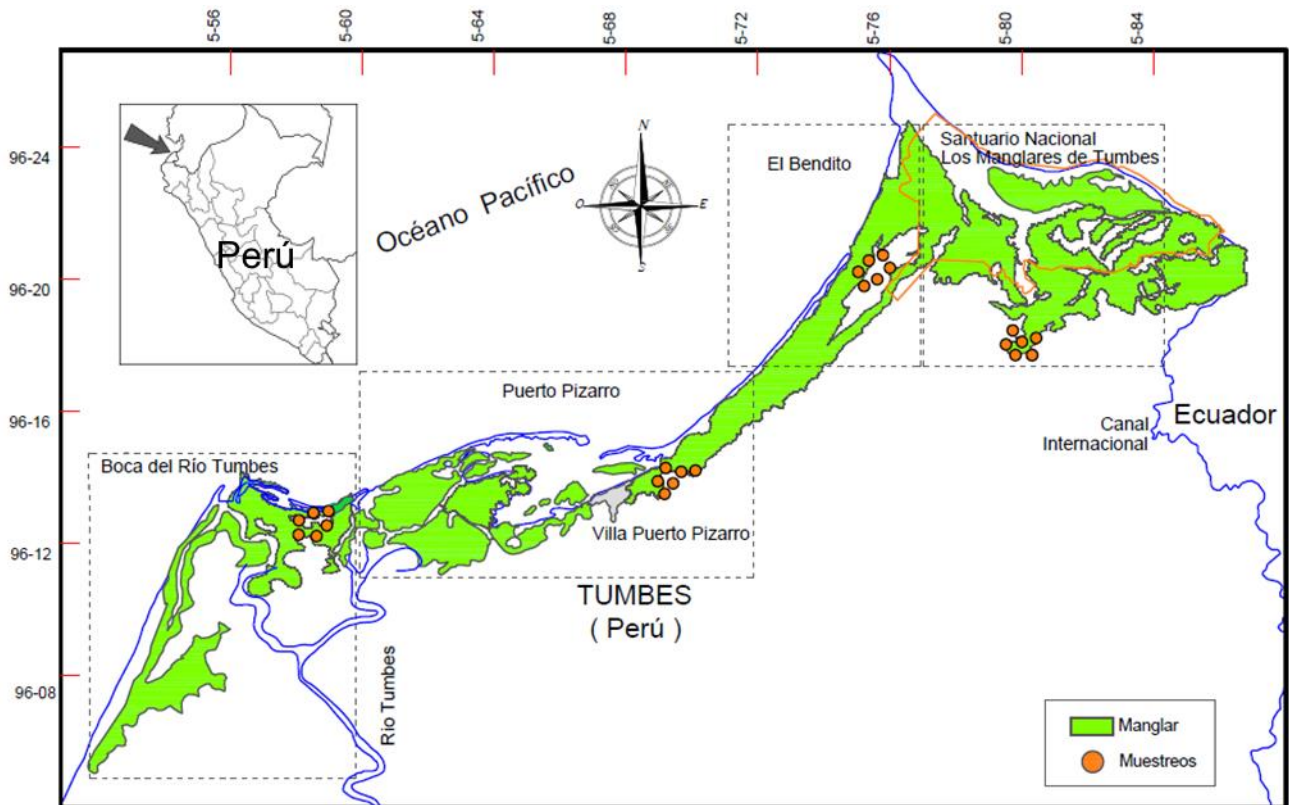 5-56
5-60
5-64
5-68
5-72
5-76
5-80
5-84
96-24
96-20
96-16
96-12
96-08
Perú
Océano Pacífico
N
O
E
S
El Bendito
Santuario Nacional
Los Manglares de Tumbes
Puerto Pizarro
Boca del Río Tumbes
Villa Puerto Pizarro
Canal
Internacional
Ecuador
TUMBES
( Perú )
Río Tumbes
Manglar
Muestreos